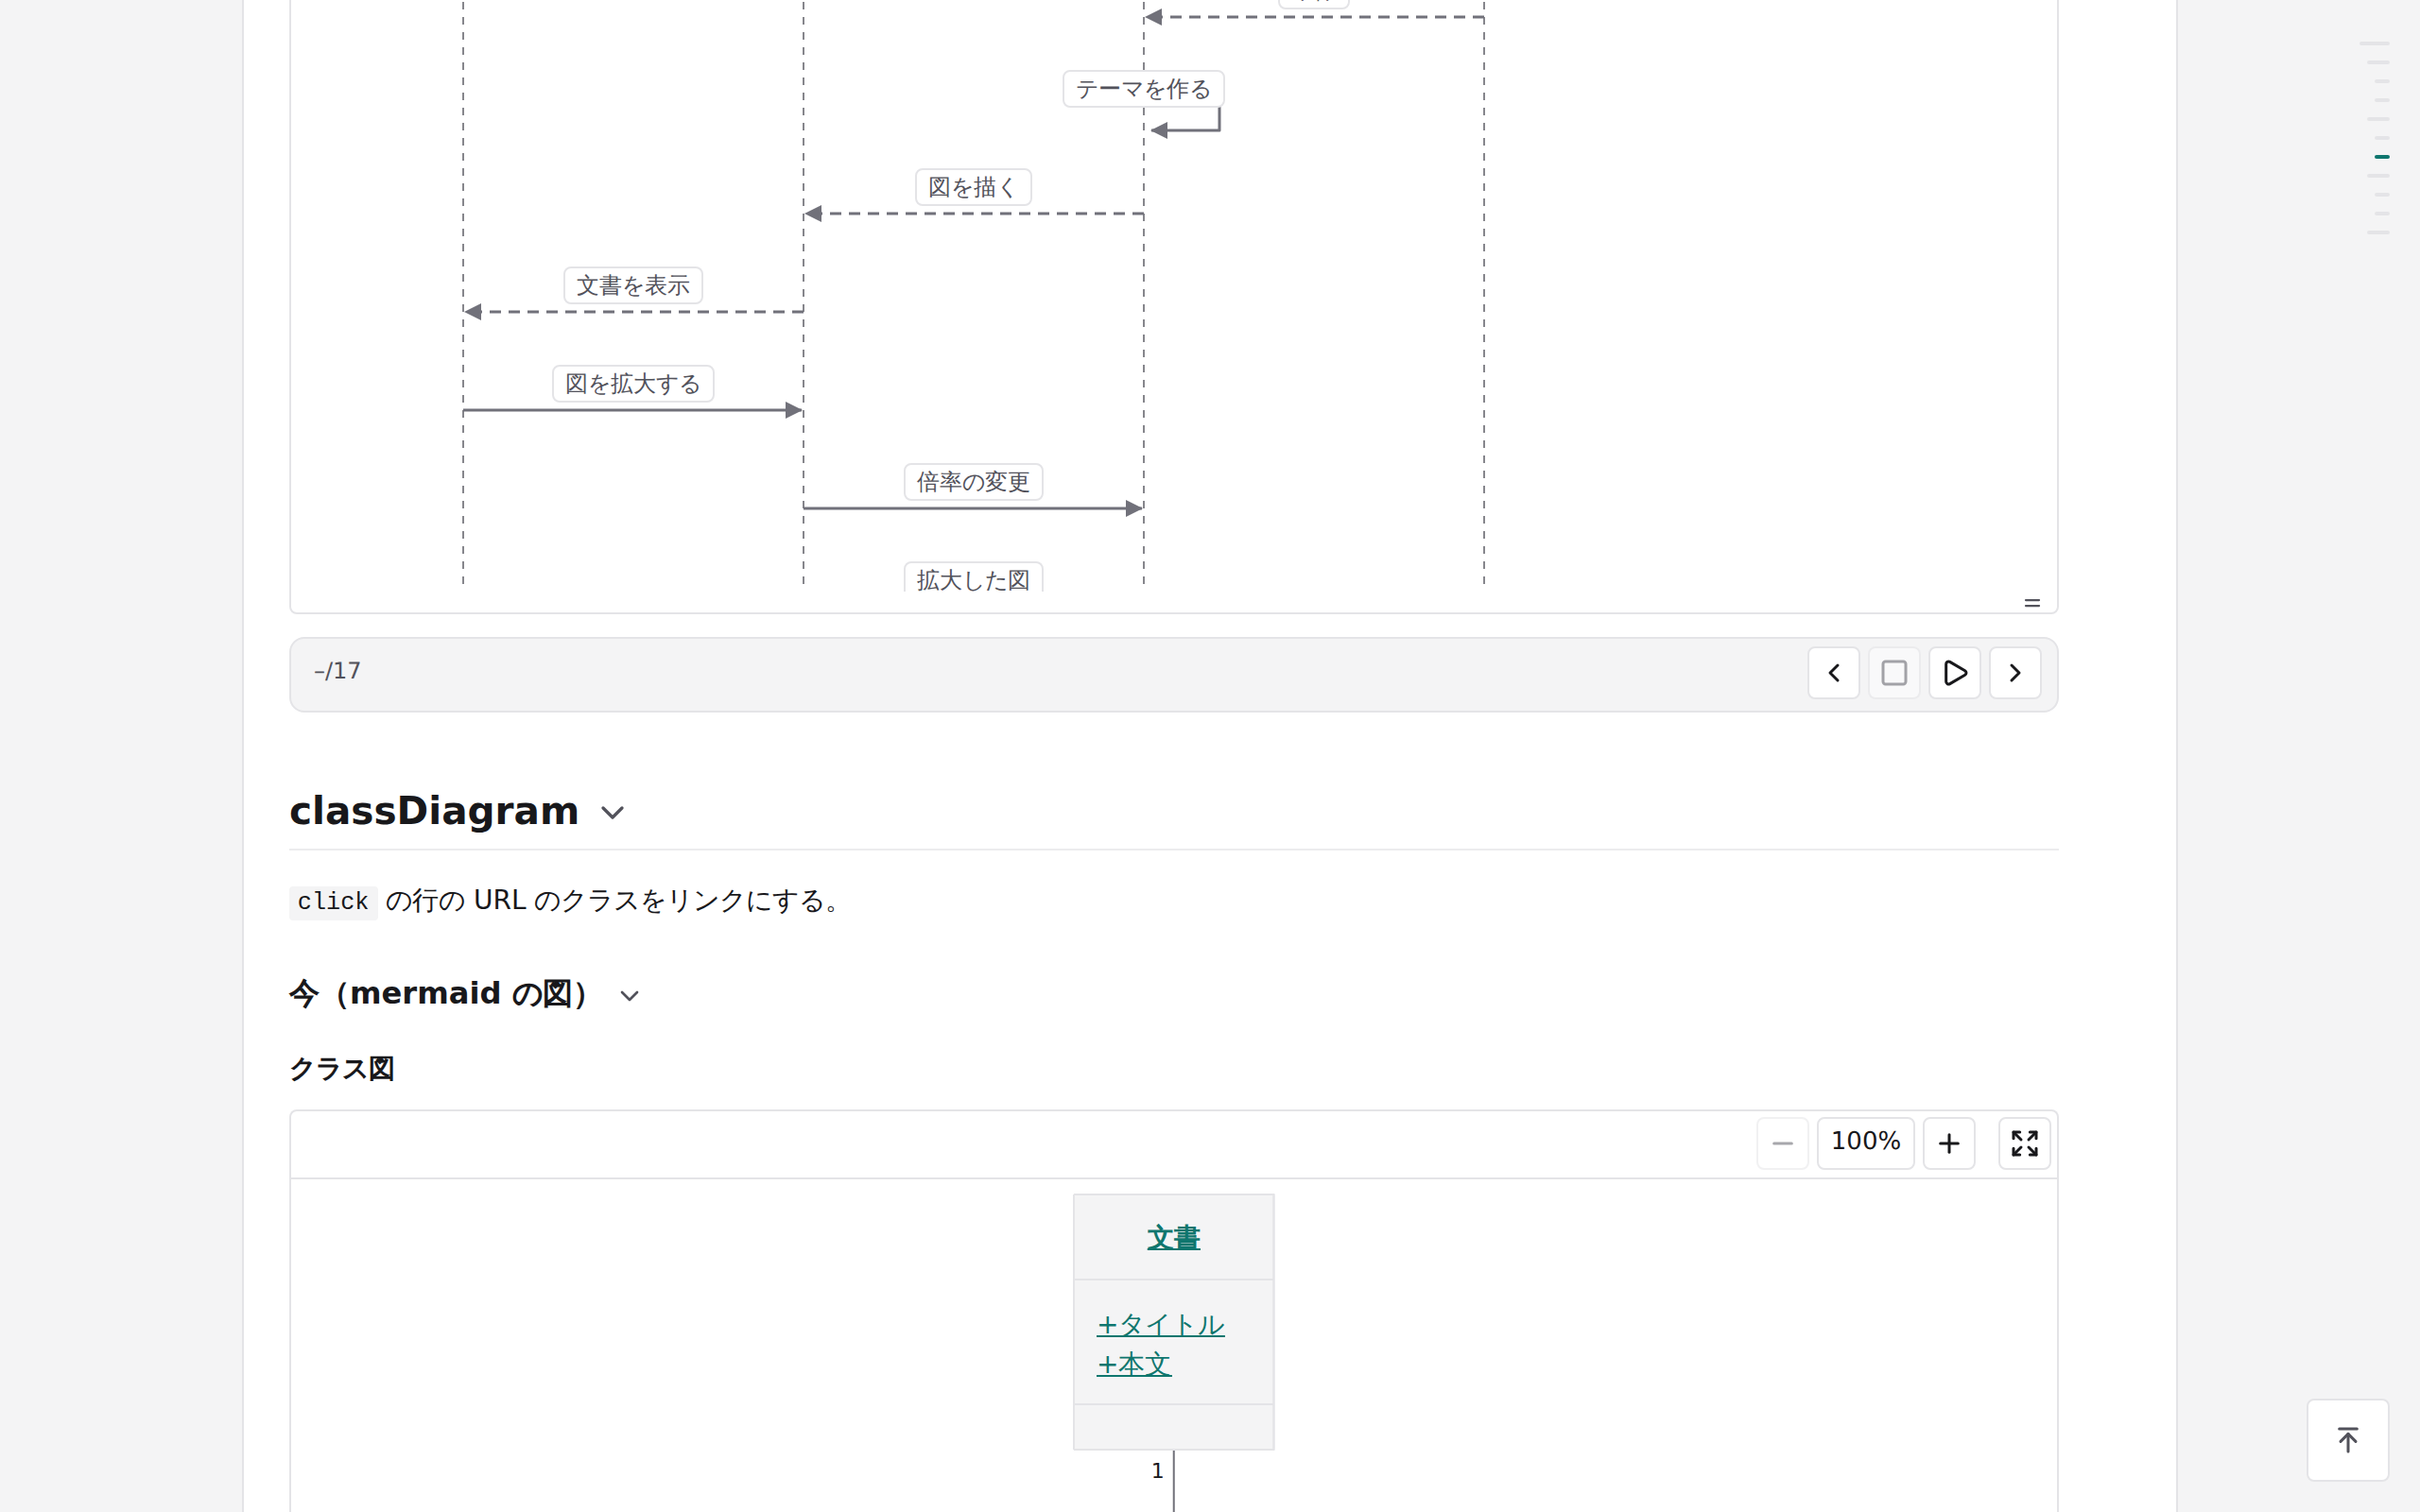 テーマを作る
図を描く
文書を表示
図を拡大する
倍率の変更
拡大した図
–/17
classDiagram
click の行の URL のクラスをリンクにする。
今（mermaid の図）
クラス図
100%
文書
+タイトル
+本文
1